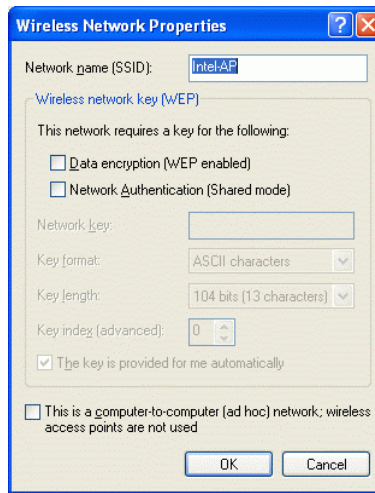 Wireless Network Properties
Network name (SSID): Intel-AP
Wireless network key (WEP)
This network requires a key for the following:
Data encryption (WEP enabled)
Network Authentication (Shared mode)
Network key:
Key format: ASCII characters
Key length: 104 bits (13 characters)
Key index (advanced): 0
The key is provided for me automatically
This is a computer-to-computer (ad hoc) network; wireless
access points are not used
OK Cancel